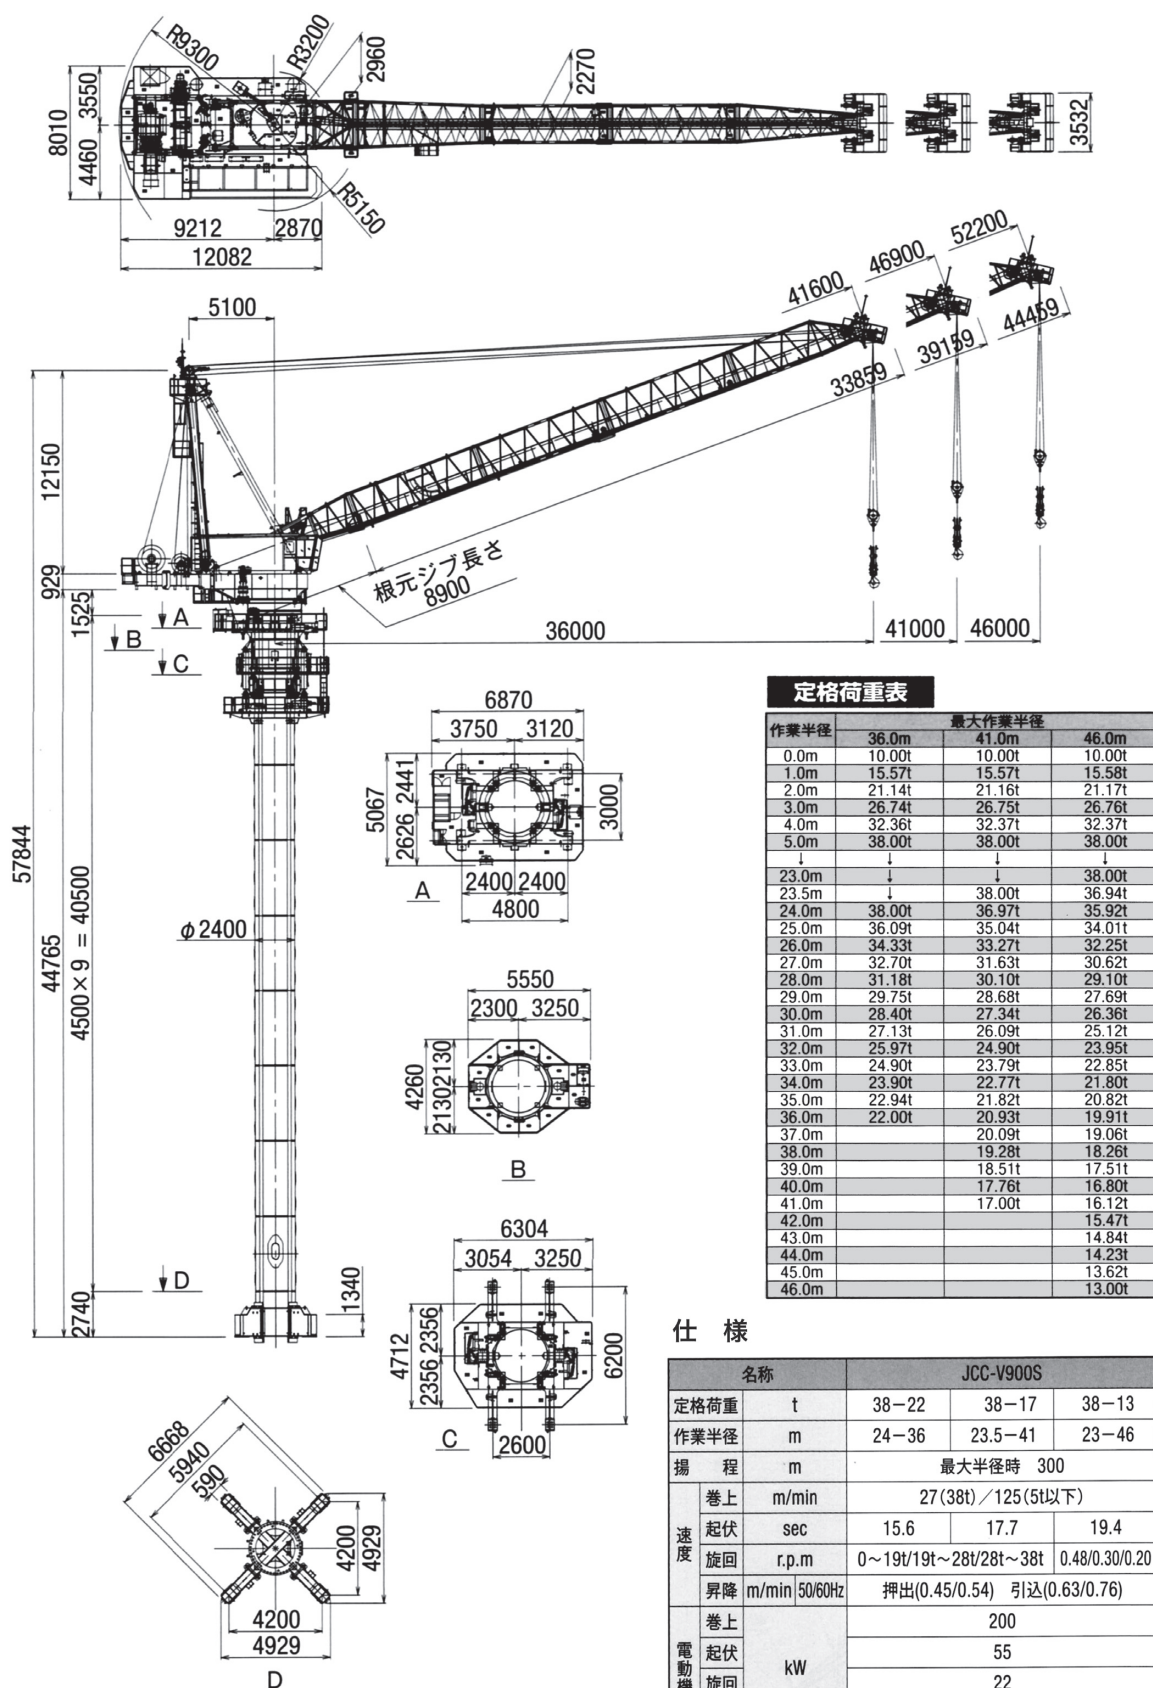 R9300
R3200
2960
2270
8010
3550
4460
3532
R5150
9212
2870
12082
52200
46900
41600
5100
44459
39159
33859
57844
12150
929
1525
根元ジブ長さ
8900
A
B
C
36000
41000
46000
44765
4500×9 = 40500
φ2400
2740
D
1340
6870
3750
3120
5067
2441
2626
3000
2400
2400
4800
A
5550
2300
3250
4260
2130
2130
B
6304
3054
3250
4712
2356
2356
6200
2600
C
6668
5940
590
4200
4929
4200
4929
D
定格荷重表
作業半径 最大作業半径
36.0m 41.0m 46.0m
0.0m 10.00t 10.00t 10.00t
1.0m 15.57t 15.57t 15.58t
2.0m 21.14t 21.16t 21.17t
3.0m 26.74t 26.75t 26.76t
4.0m 32.36t 32.37t 32.37t
5.0m 38.00t 38.00t 38.00t
↓ ↓ ↓ ↓
23.0m ↓ ↓ 38.00t
23.5m ↓ 38.00t 36.94t
24.0m 38.00t 36.97t 35.92t
25.0m 36.09t 35.04t 34.01t
26.0m 34.33t 33.27t 32.25t
27.0m 32.70t 31.63t 30.62t
28.0m 31.18t 30.10t 29.10t
29.0m 29.75t 28.68t 27.69t
30.0m 28.40t 27.34t 26.36t
31.0m 27.13t 26.09t 25.12t
32.0m 25.97t 24.90t 23.95t
33.0m 24.90t 23.79t 22.85t
34.0m 23.90t 22.77t 21.80t
35.0m 22.94t 21.82t 20.82t
36.0m 22.00t 20.93t 19.91t
37.0m 20.09t 19.06t
38.0m 19.28t 18.26t
39.0m 18.51t 17.51t
40.0m 17.76t 16.80t
41.0m 17.00t 16.12t
42.0m 15.47t
43.0m 14.84t
44.0m 14.23t
45.0m 13.62t
46.0m 13.00t
仕 様
名称 JCC-V900S
定格荷重 t 38−22 38−17 38−13
作業半径 m 24−36 23.5−41 23−46
揚 程 m 最大半径時 300
速度 巻上 m/min 27(38t)/125(5t以下)
起伏 sec 15.6 17.7 19.4
旋回 r.p.m 0〜19t/19t〜28t/28t〜38t 0.48/0.30/0.20
昇降 m/min 50/60Hz 押出(0.45/0.54) 引込(0.63/0.76)
電動機 巻上 kW 200
起伏 55
旋回 22